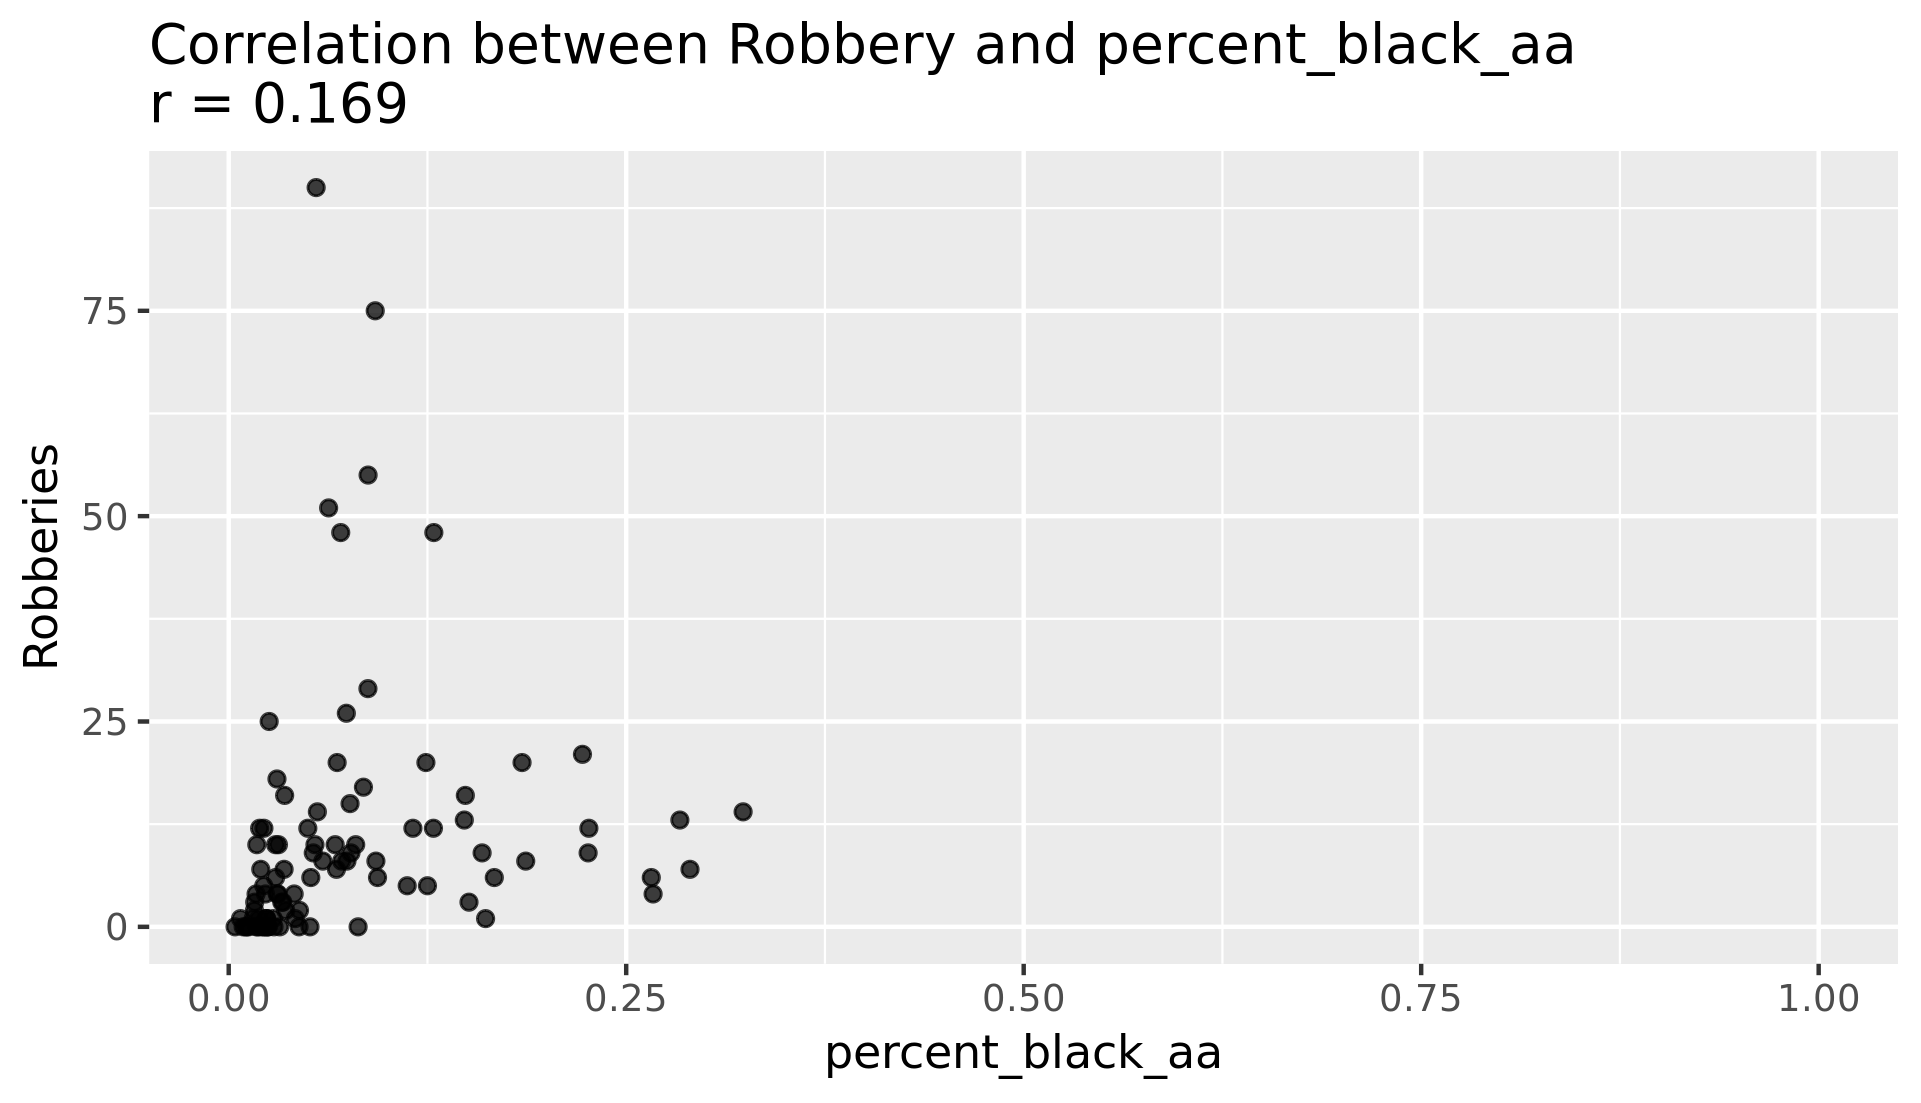 Correlation between Robbery and percent_black_aa
r = 0.169
Robberies
75
50
25
0
0.00 0.25 0.50 0.75 1.00
percent_black_aa